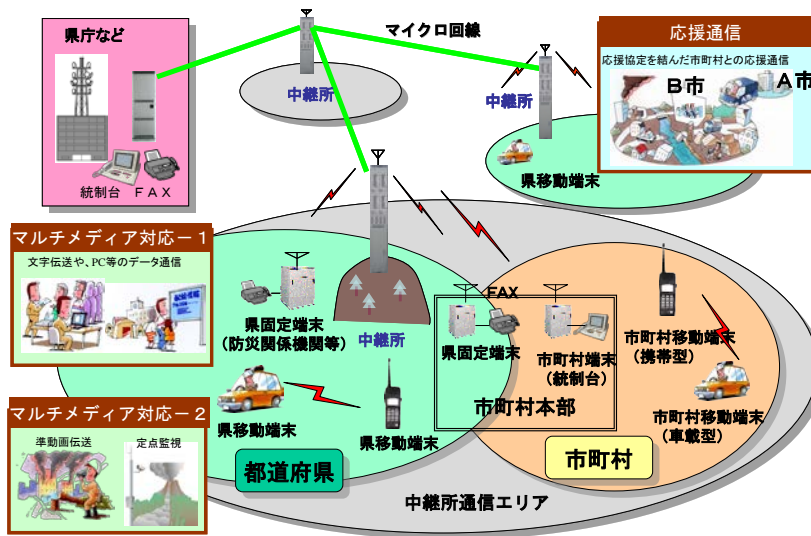 県庁など
統制台　ＦＡＸ
マイクロ回線
中継所
中継所
県移動端末
応援通信
応援協定を結んだ市町村との応援通信
Ｂ市
Ａ市
マルチメディア対応－１
文字伝送や、PC等のデータ通信
県固定端末
（防災関係機関等）
中継所
県移動端末
県移動端末
ＦＡＸ
県固定端末
市町村端末
（統制台）
市町村本部
市町村移動端末
（携帯型）
市町村移動端末
（車載型）
マルチメディア対応－２
準動画伝送
定点監視
都道府県
市町村
中継所通信エリア